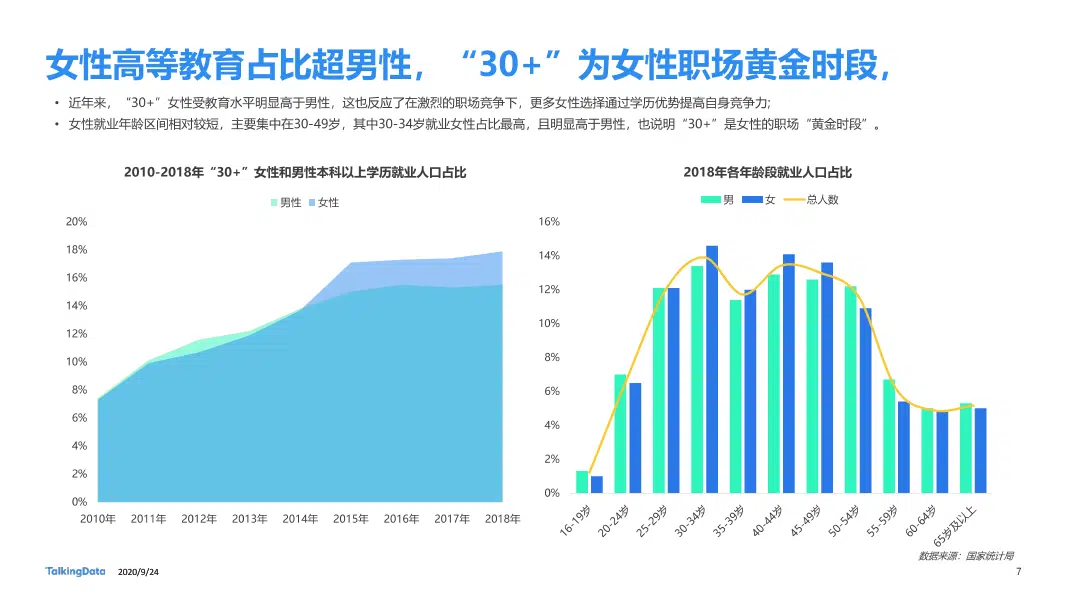 女性高等教育占比超男性，“30+”为女性职场黄金时段，
• 近年来，“30+”女性受教育水平明显高于男性，这也反应了在激烈的职场竞争下，更多女性选择通过学历优势提高自身竞争力;
• 女性就业年龄区间相对较短，主要集中在30-49岁，其中30-34岁就业女性占比最高，且明显高于男性，也说明“30+”是女性的职场“黄金时段”。
2010-2018年“30+”女性和男性本科以上学历就业人口占比
男性 女性
20%
18%
16%
14%
12%
10%
8%
6%
4%
2%
0%
2010年 2011年 2012年 2013年 2014年 2015年 2016年 2017年 2018年
2018年各年龄段就业人口占比
男 女 总人数
16%
14%
12%
10%
8%
6%
4%
2%
0%
16-19岁 20-24岁 25-29岁 30-34岁 35-39岁 40-44岁 45-49岁 50-54岁 55-59岁 60-64岁 65岁及以上
数据来源：国家统计局
TalkingData 2020/9/24
7